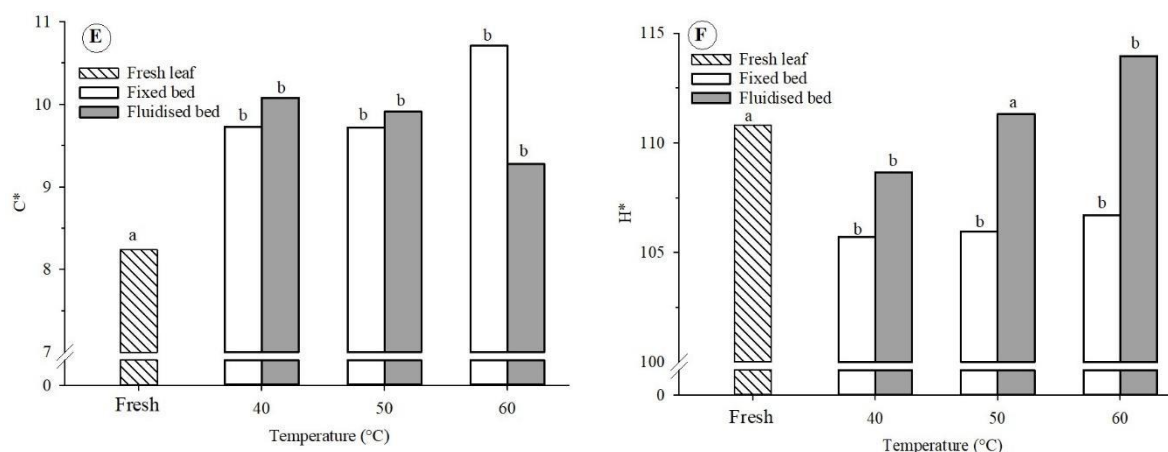 E
Fresh leaf
Fixed bed
Fluidised bed
C*
11
10
9
8
7
0
a
b
b
b
b
b
b
Fresh
40
50
60
Temperature (°C)
F
Fresh leaf
Fixed bed
Fluidised bed
H*
115
110
105
100
0
a
b
b
b
a
b
b
Fresh
40
50
60
Temperature (°C)